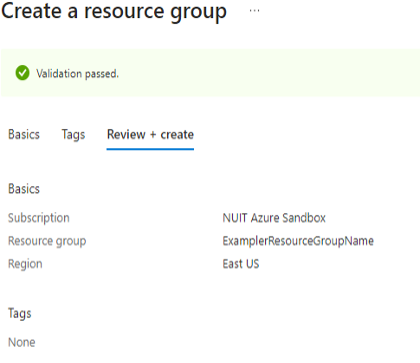 Create a resource group ...
Validation passed.
Basics Tags Review + create
Basics
Subscription NUIT Azure Sandbox
Resource group ExamplerResourceGroupName
Region East US
Tags
None